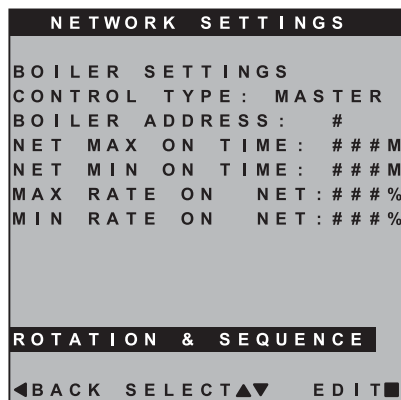 NETWORK SETTINGS
BOILER SETTINGS
CONTROL TYPE: MASTER
BOILER ADDRESS: #
NET MAX ON TIME: ###M
NET MIN ON TIME: ###M
MAX RATE ON NET:###%
MIN RATE ON NET:###%
ROTATION & SEQUENCE
◀BACK SELECT▲▼ EDIT■